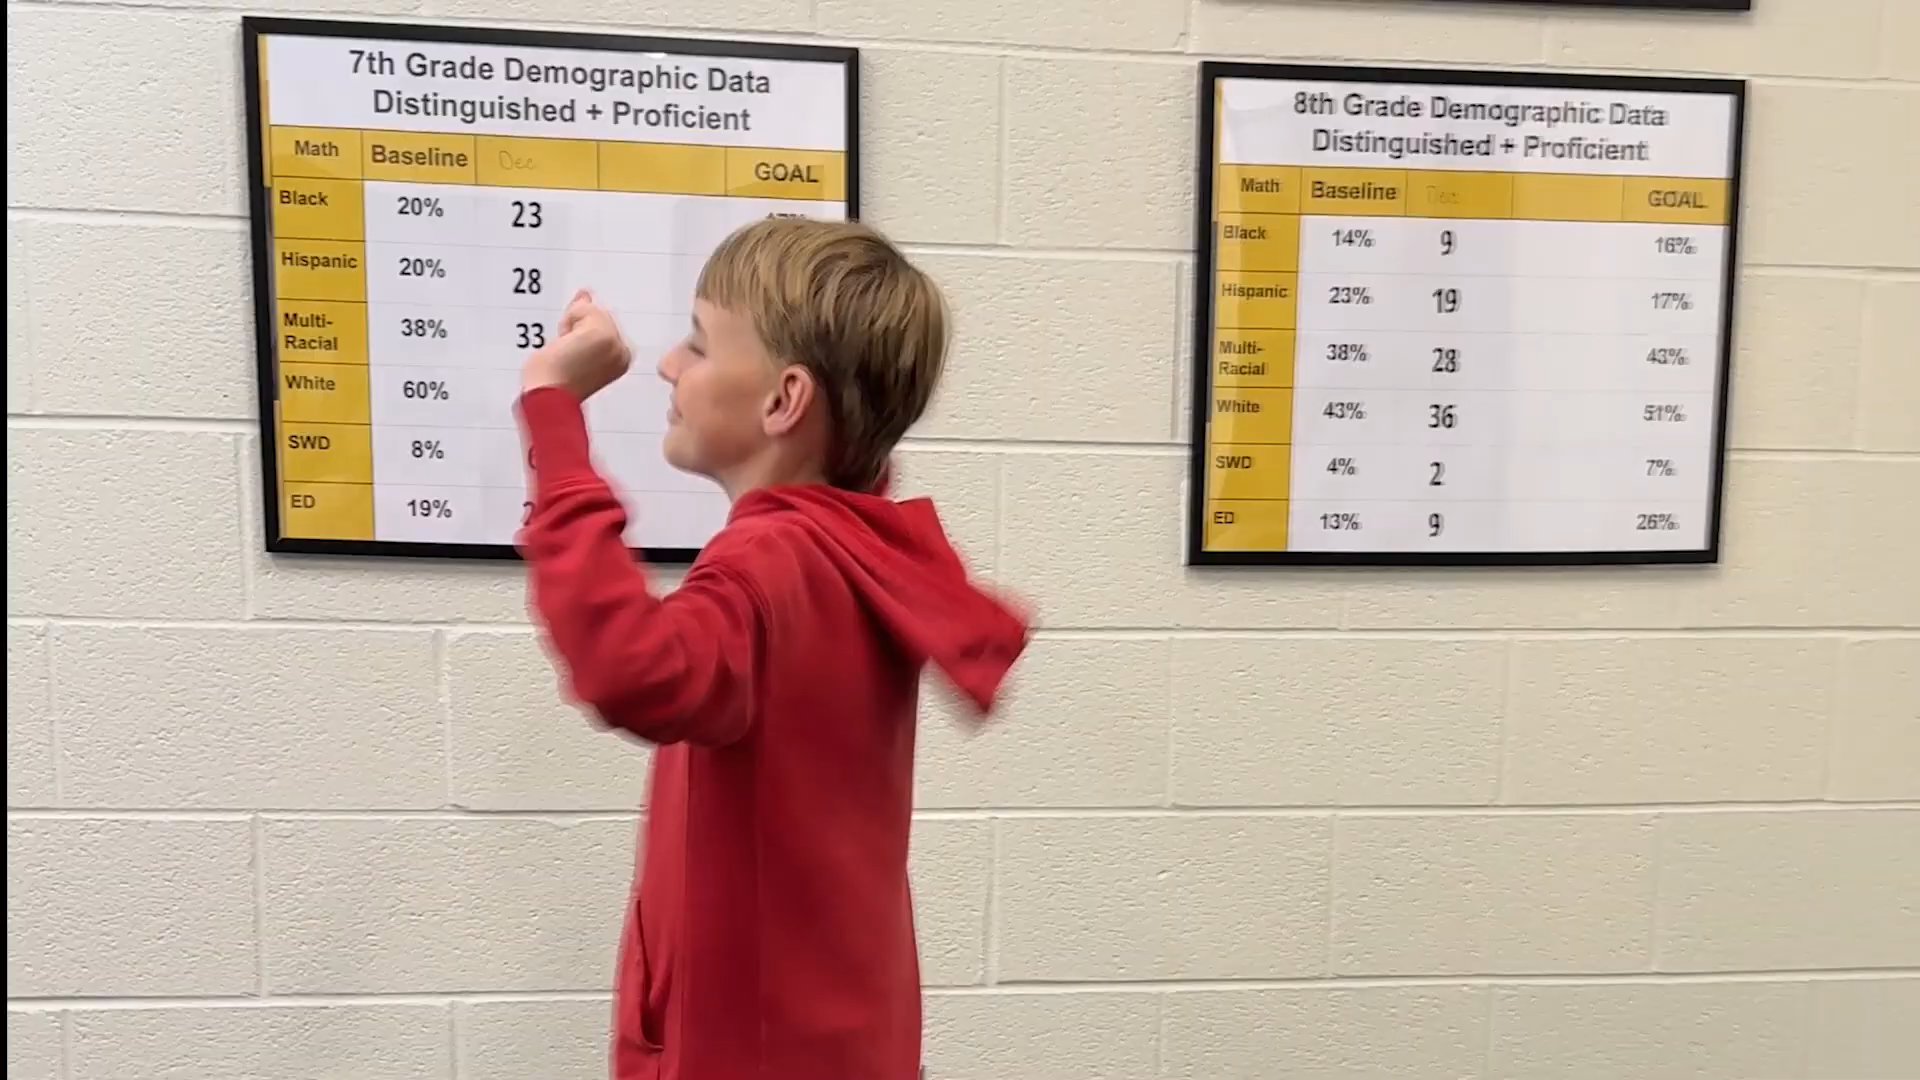 7th Grade Demographic Data
Distinguished + Proficient
Math Baseline Dec GOAL
Black 20% 23
Hispanic 20% 28
Multi-
Racial 38% 33
White 60%
SWD 8%
ED 19%
8th Grade Demographic Data
Distinguished + Proficient
Math Baseline Dec GOAL
Black 14% 9 16%
Hispanic 23% 19 17%
Multi-
Racial 38% 28 43%
White 43% 36 51%
SWD 4% 2 7%
ED 13% 9 26%